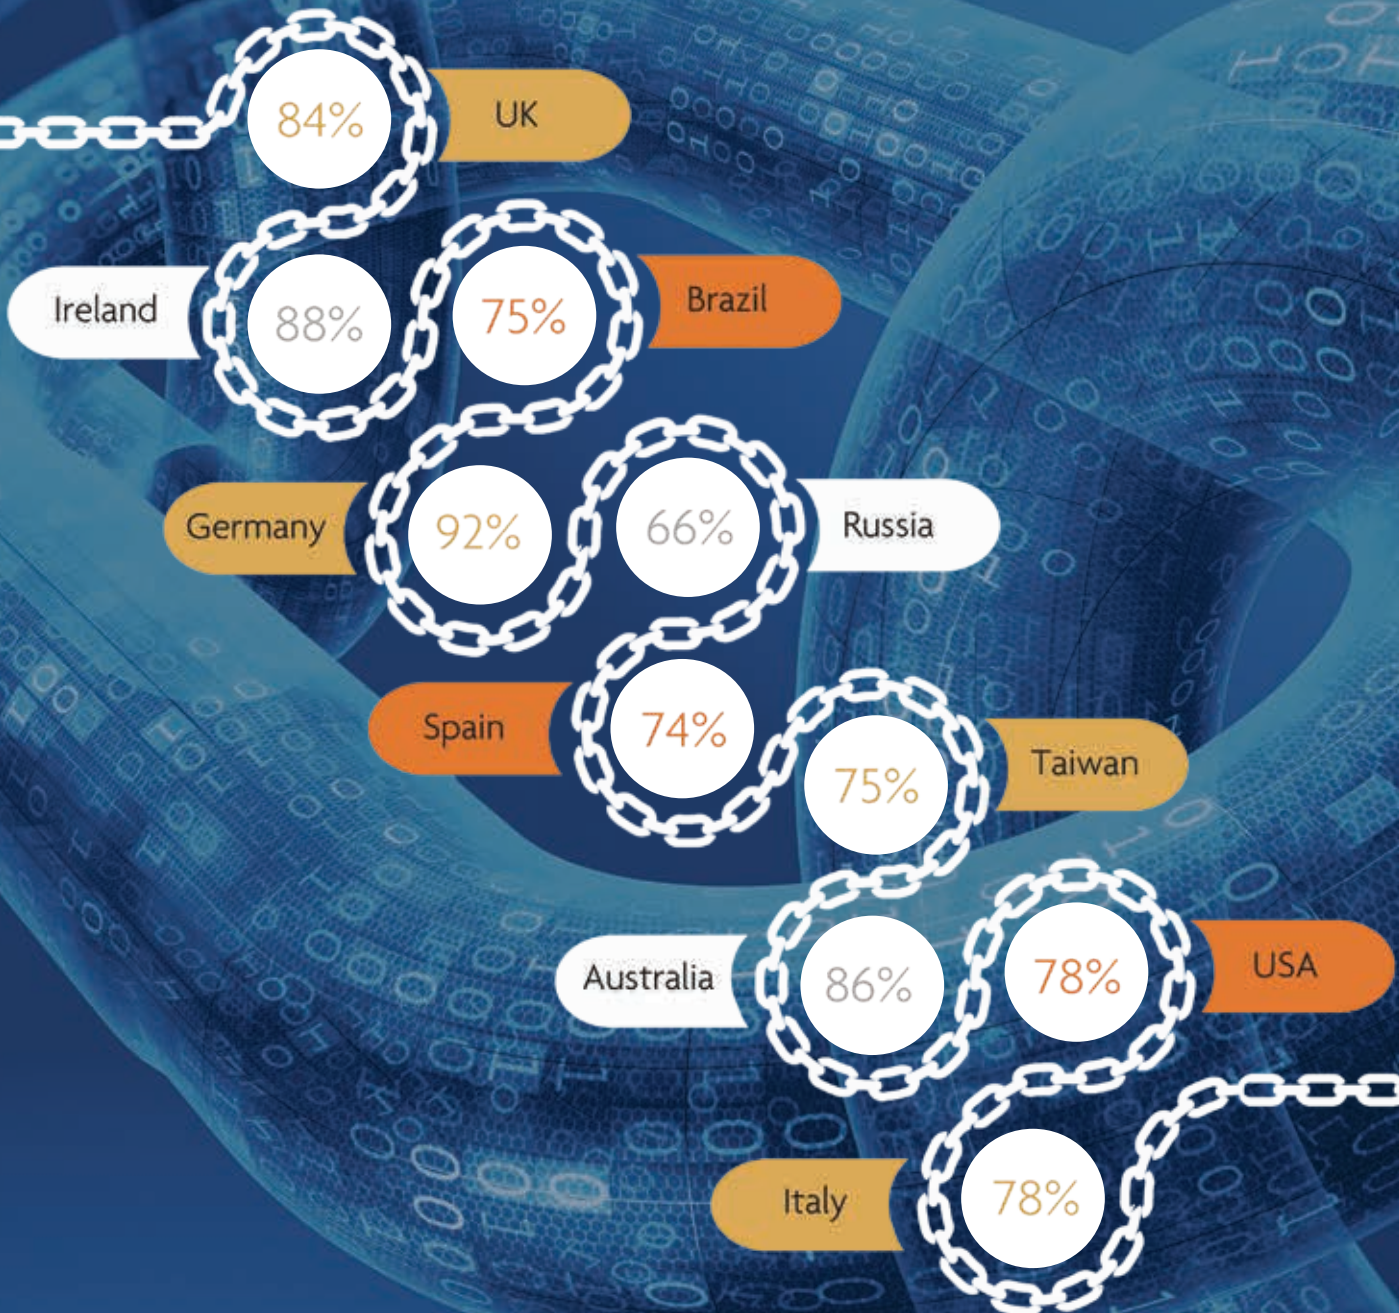 84%
UK
Ireland
88%
75%
Brazil
Germany
92%
66%
Russia
Spain
74%
75%
Taiwan
Australia
86%
78%
USA
Italy
78%